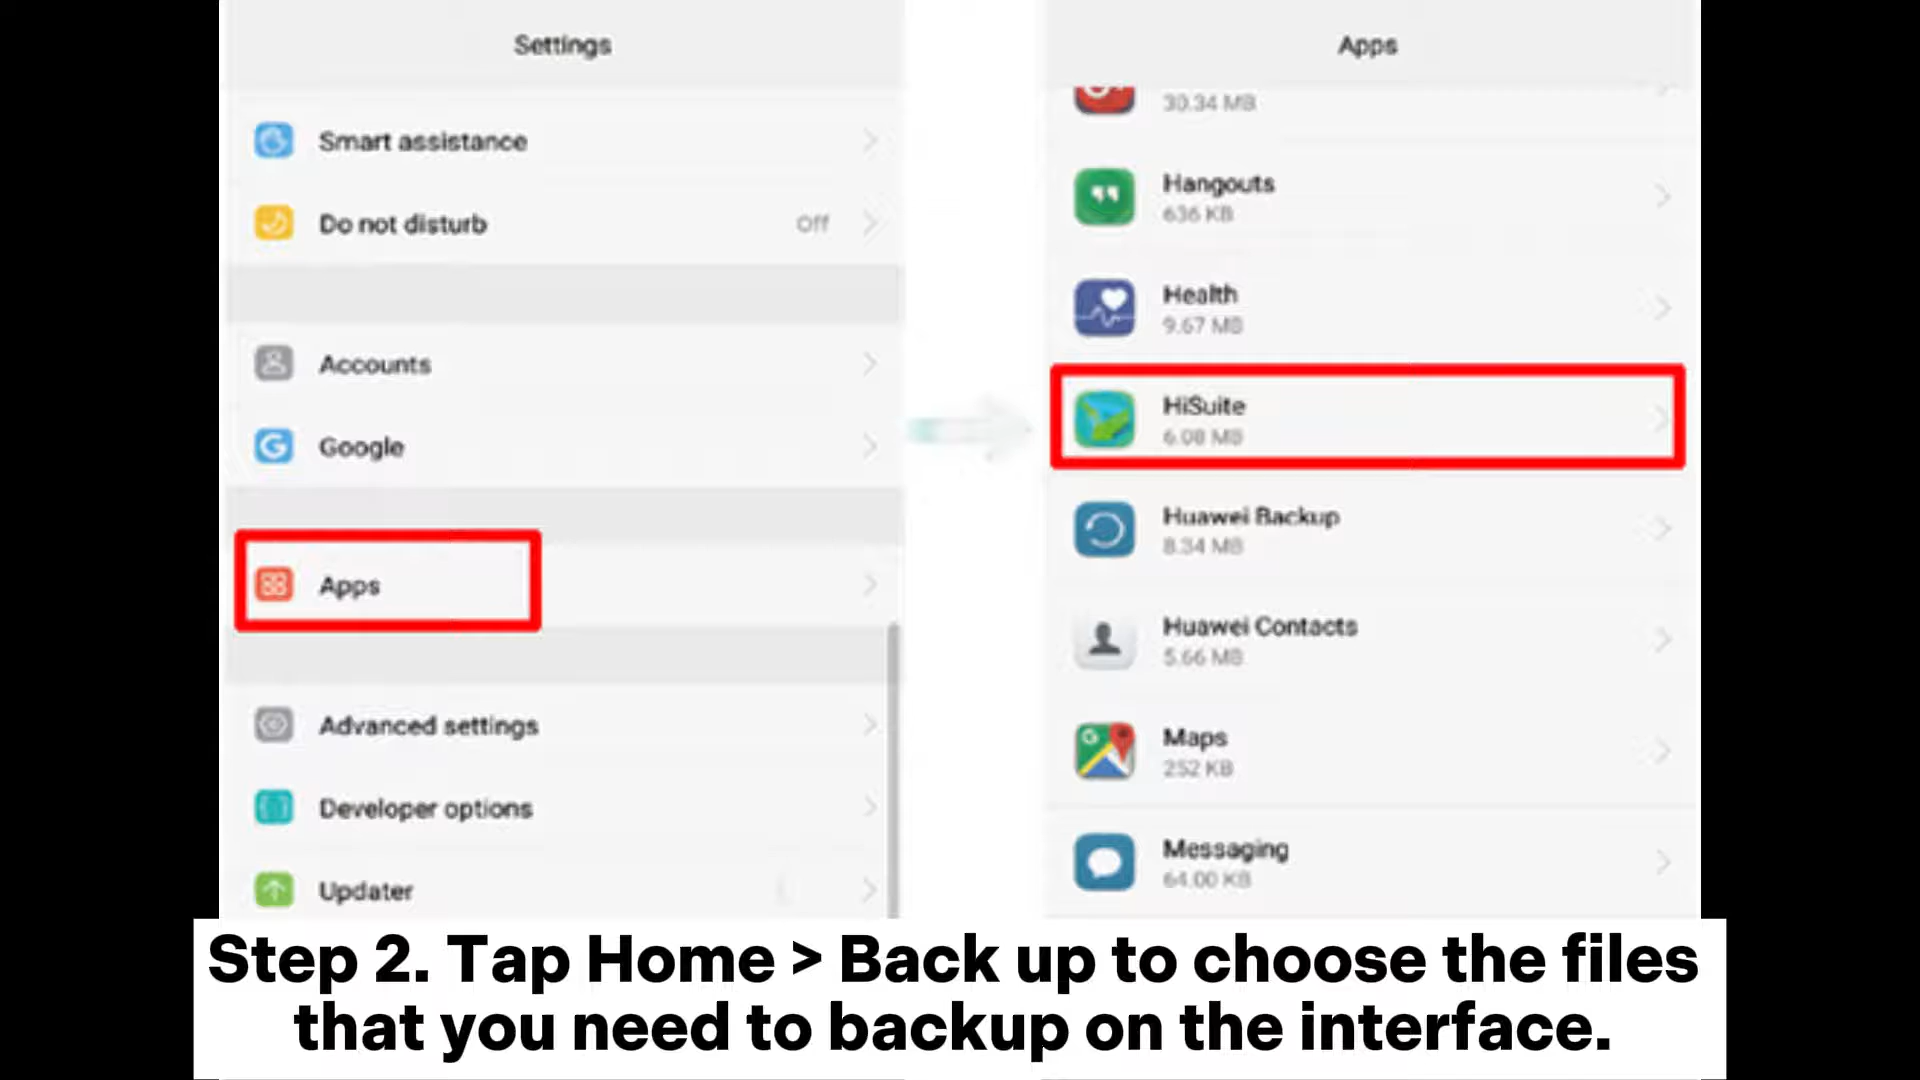 Settings
Smart assistance
Do not disturb Off
Accounts
Google
Apps
Advanced settings
Developer options
Updater
Apps
30.34 MB
Hangouts
636 KB
Health
9.67 MB
HiSuite
6.08 MB
Huawei Backup
8.34 MB
Huawei Contacts
5.66 MB
Maps
252 KB
Messaging
64.00 KB
Step 2. Tap Home > Back up to choose the files
that you need to backup on the interface.